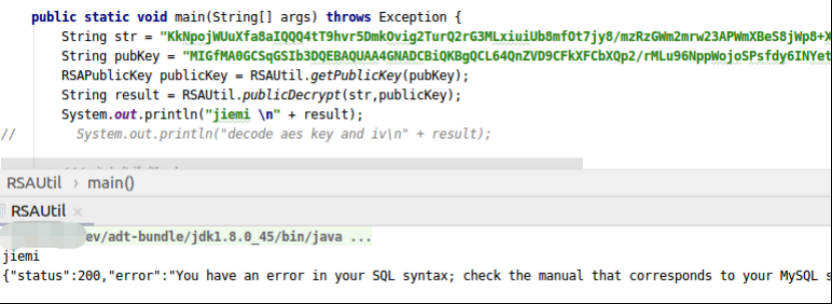 public static void main(String[] args) throws Exception {
String str = "KkNpojWUuXfa8aIQQQ4tT9hvr5DmkOvig2TurQ2rG3MLxiuiUb8mfOt7jy8/mzRzGWm2mrw23APWmXBeS8jWp8+X
String pubKey = "MIGfMA0GCSqGSIb3DQEBAQUAA4GNADCBiQKBgQCL64QnZVD9CFkXFCbXQp2/rMLu96NppWojoSPsfdy6INYet
RSAPublicKey publicKey = RSAUtil.getPublicKey(pubKey);
String result = RSAUtil.publicDecrypt(str,publicKey);
System.out.println("jiemi \n" + result);
// System.out.println("decode aes key and iv\n" + result);
RSAUtil › main()
RSAUtil ×
ev/adt-bundle/jdk1.8.0_45/bin/java ...
jiemi
{"status":200,"error":"You have an error in your SQL syntax; check the manual that corresponds to your MySQL s